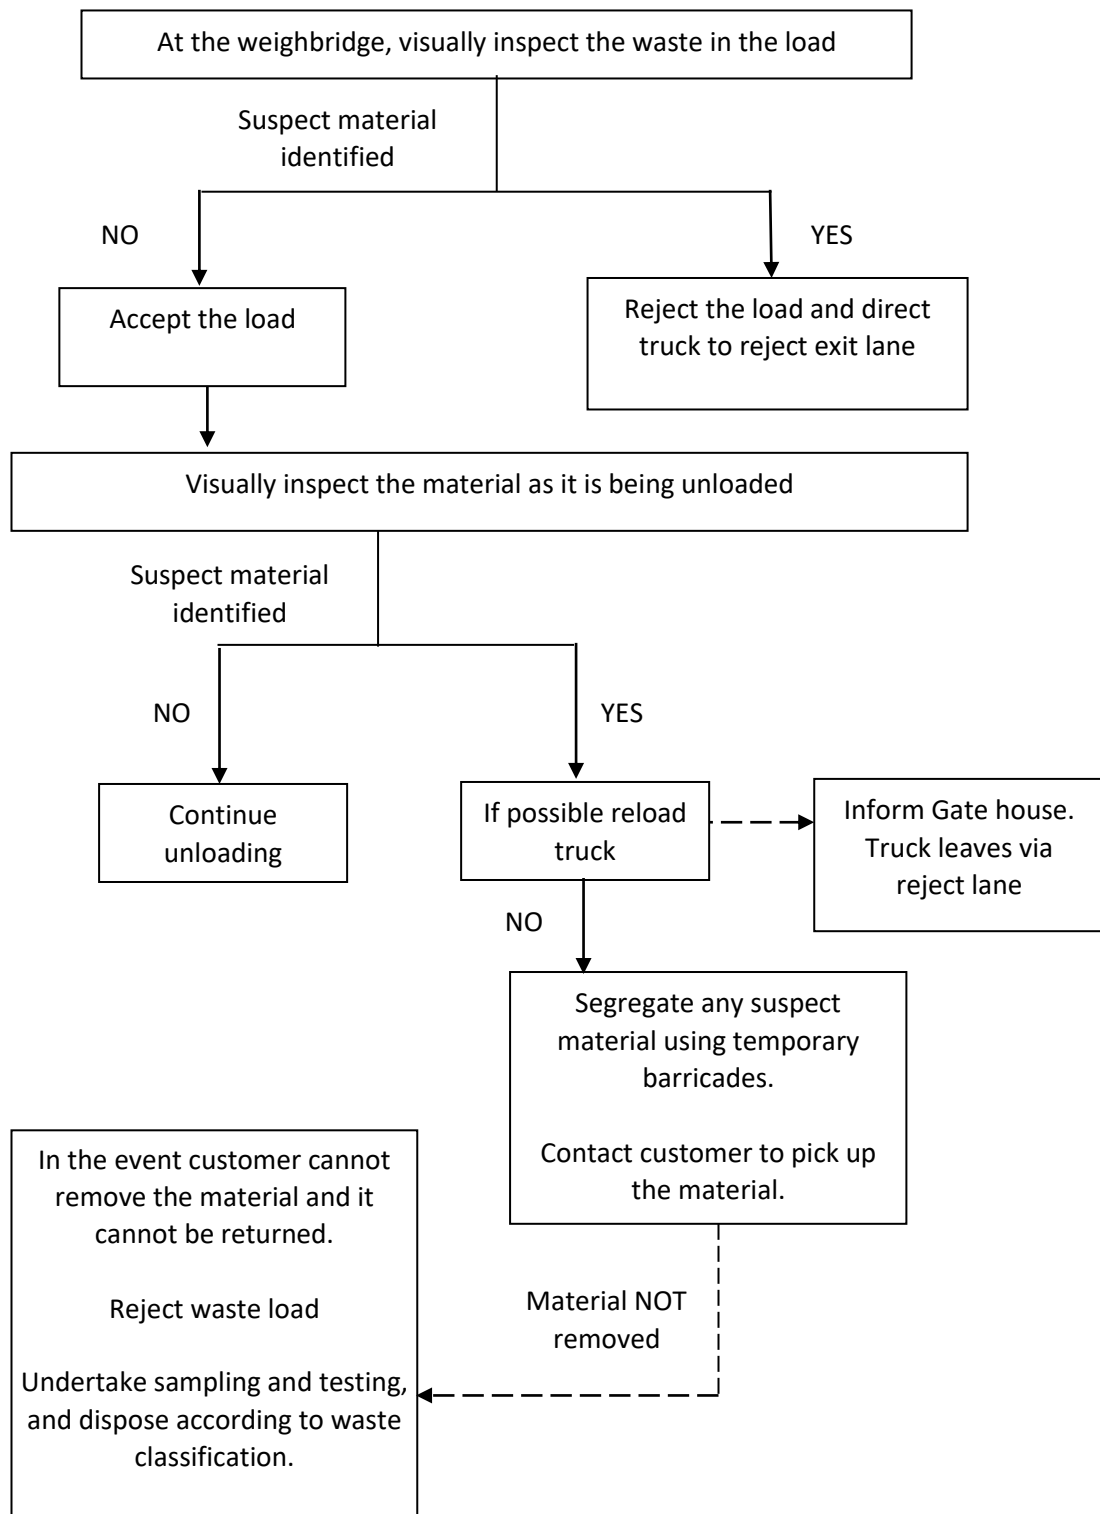 At the weighbridge, visually inspect the waste in the load
Suspect material
identified
NO
YES
Accept the load
Reject the load and direct
truck to reject exit lane
Visually inspect the material as it is being unloaded
Suspect material
identified
NO
YES
Continue
unloading
If possible reload
truck
Inform Gate house.
Truck leaves via
reject lane
NO
Segregate any suspect
material using temporary
barricades.
Contact customer to pick up
the material.
Material NOT
removed
In the event customer cannot
remove the material and it
cannot be returned.
Reject waste load
Undertake sampling and testing,
and dispose according to waste
classification.